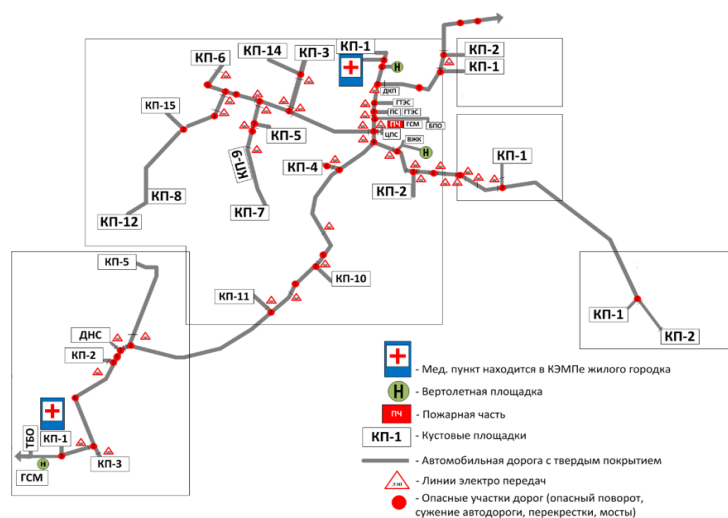 КП-14
КП-3
КП-1
КП-2
КП-6
КП-1
ДКП
КП-15
ГТЭС
ПС
ГТЭС
КП-5
ПЧ
ГСМ
БПО
ЦПС
ВЖК
Н
Н
КП-9
КП-4
КП-1
КП-2
КП-8
КП-7
КП-12
КП-5
КП-10
КП-11
КП-1
КП-2
ДНС
КП-2
ТБО
КП-1
КП-3
Н
ГСМ
- Мед. пункт находится в КЭМПе жилого городка
Н - Вертолетная площадка
ПЧ - Пожарная часть
КП-1 - Кустовые площадки
- Автомобильная дорога с твердым покрытием
ЛЭП - Линии электро передач
- Опасные участки дорог (опасный поворот,
сужение автодороги, перекрестки, мосты)